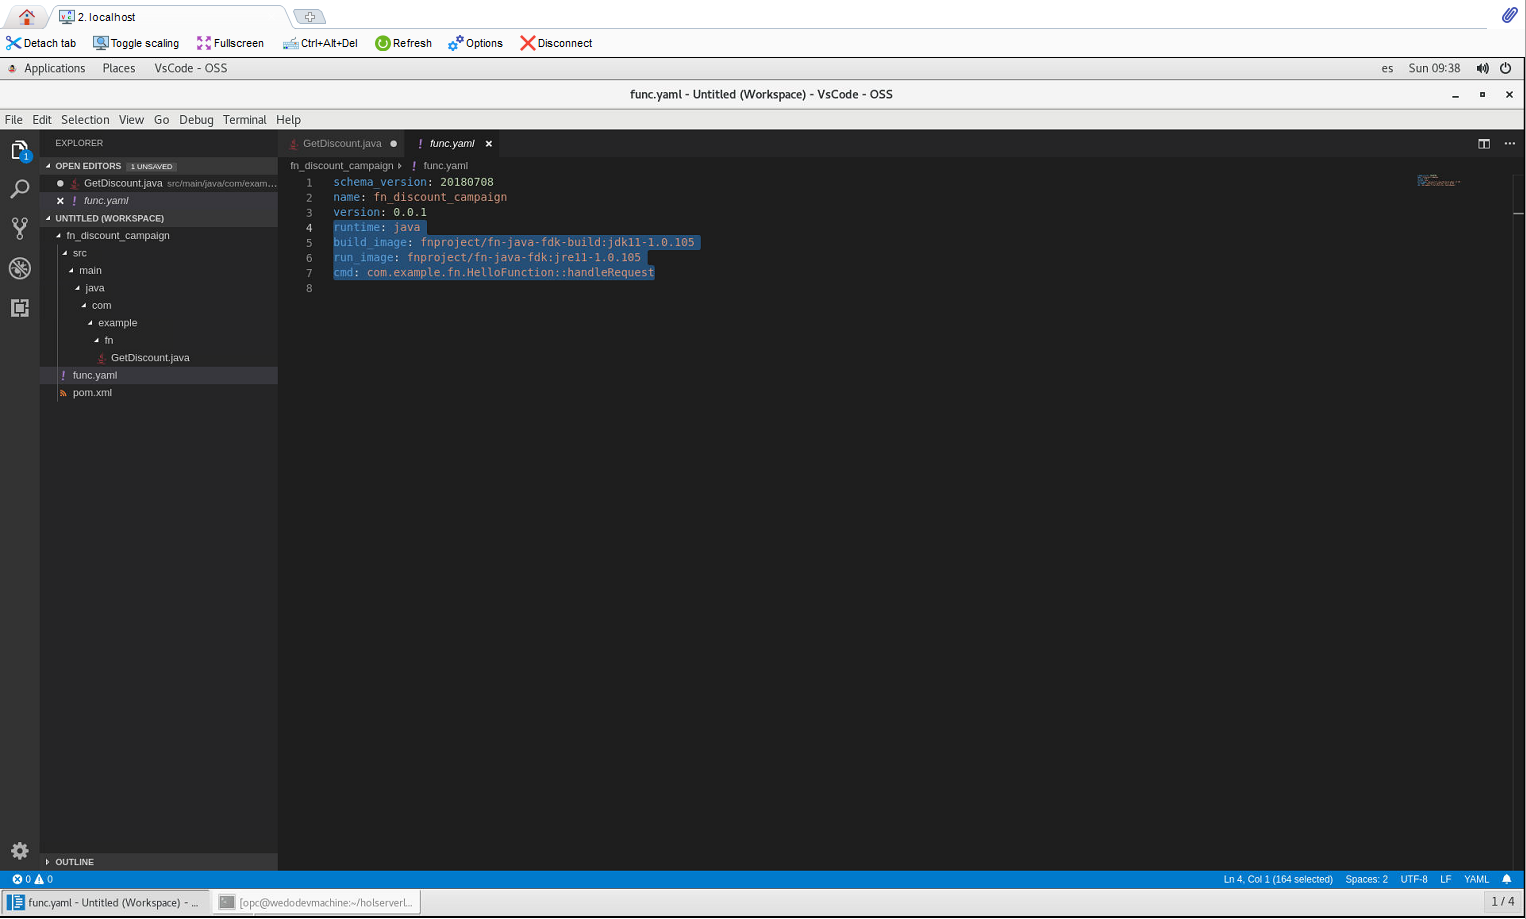 2. localhost
Detach tab Toggle scaling Fullscreen Ctrl+Alt+Del Refresh Options Disconnect
Applications Places VsCode - OSS es Sun 09:38
func.yaml - Untitled (Workspace) - VsCode - OSS
File Edit Selection View Go Debug Terminal Help
EXPLORER
OPEN EDITORS 1 UNSAVED
GetDiscount.java src/main/java/com/exam...
func.yaml
UNTITLED (WORKSPACE)
fn_discount_campaign
src
main
java
com
example
fn
GetDiscount.java
func.yaml
pom.xml
OUTLINE
GetDiscount.java func.yaml
fn_discount_campaign func.yaml
1 schema_version: 20180708
2 name: fn_discount_campaign
3 version: 0.0.1
4 runtime: java
5 build_image: fnproject/fn-java-fdk-build:jdk11-1.0.105
6 run_image: fnproject/fn-java-fdk:jre11-1.0.105
7 cmd: com.example.fn.HelloFunction::handleRequest
8
0 0 Ln 4, Col 1 (164 selected) Spaces: 2 UTF-8 LF YAML
func.yaml - Untitled (Workspace) - ... [opc@wedodevmachine:~/holserverl... 1 / 4